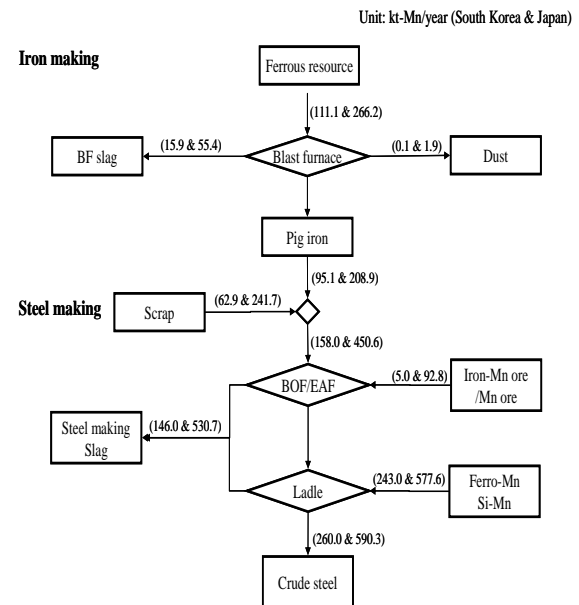 Unit: kt-Mn/year (South Korea & Japan)
Iron making
Ferrous resource
(111.1 & 266.2)
(15.9 & 55.4)
(0.1 & 1.9)
BF slag
Blast furnace
Dust
Pig iron
(95.1 & 208.9)
Steel making
Scrap
(62.9 & 241.7)
(158.0 & 450.6)
BOF/EAF
(5.0 & 92.8)
Iron-Mn ore
/Mn ore
Steel making
Slag
(146.0 & 530.7)
Ladle
(243.0 & 577.6)
Ferro-Mn
Si-Mn
(260.0 & 590.3)
Crude steel